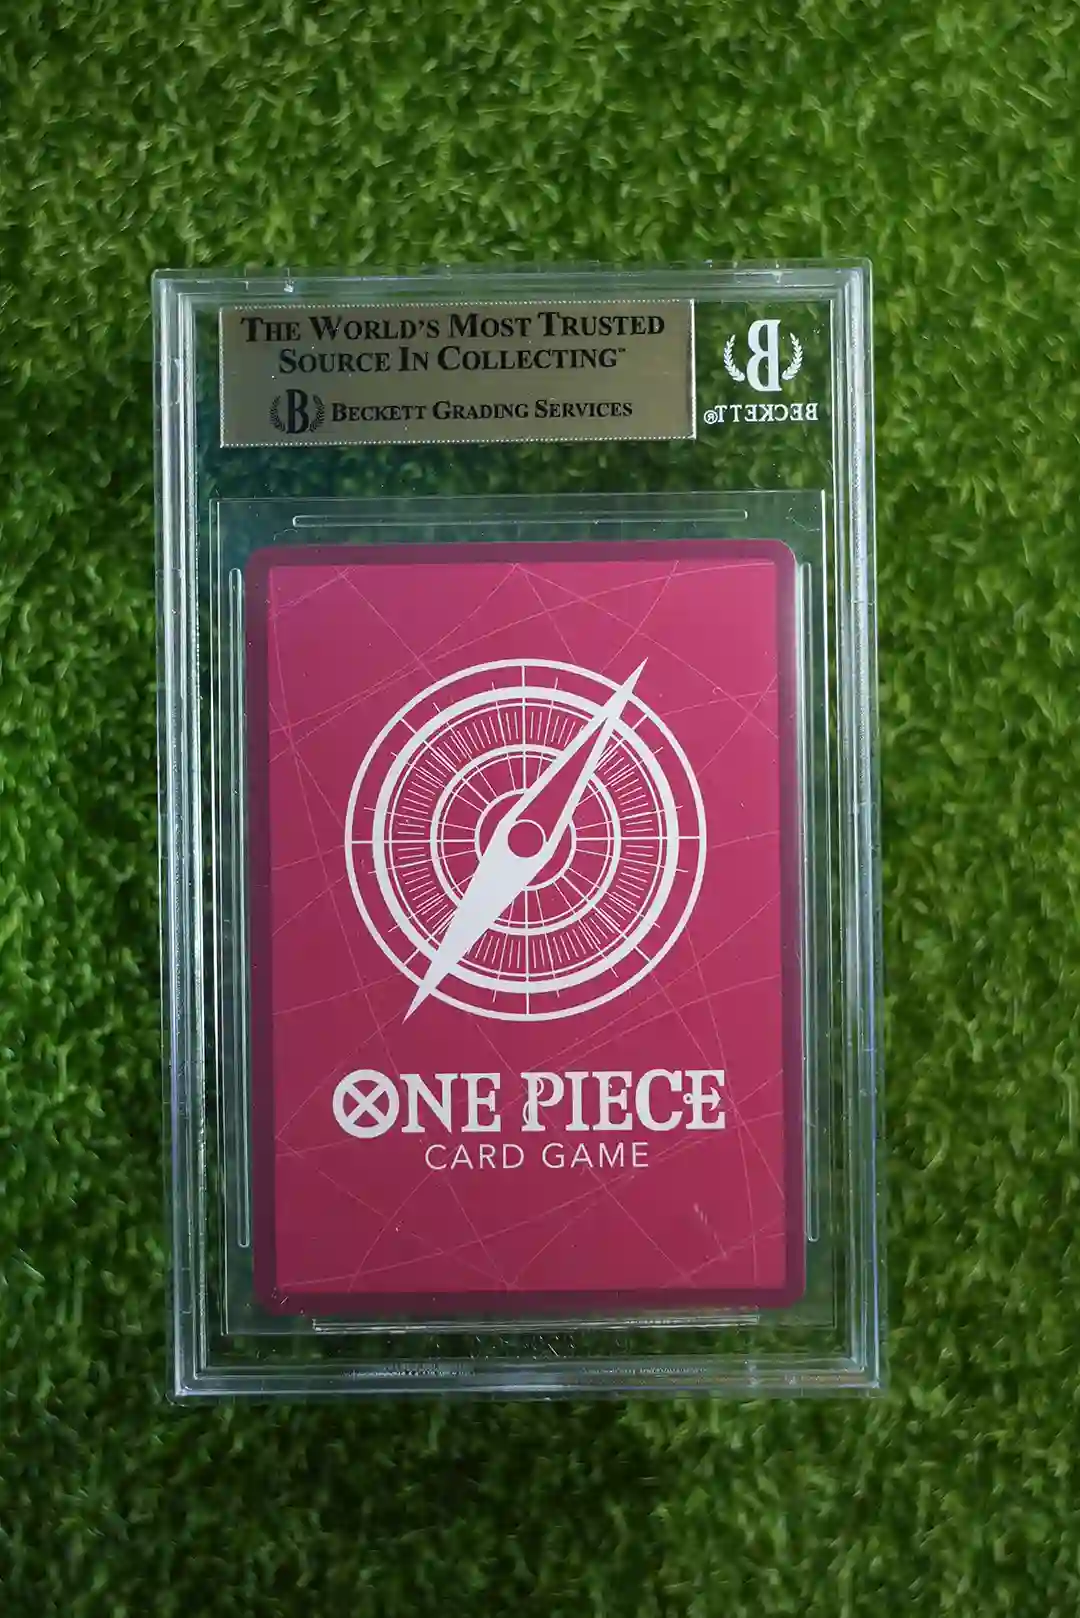 THE WORLD'S MOST TRUSTED
SOURCE IN COLLECTING™
B BECKETT GRADING SERVICES
B
BECKETT®
ONE PIECE
CARD GAME